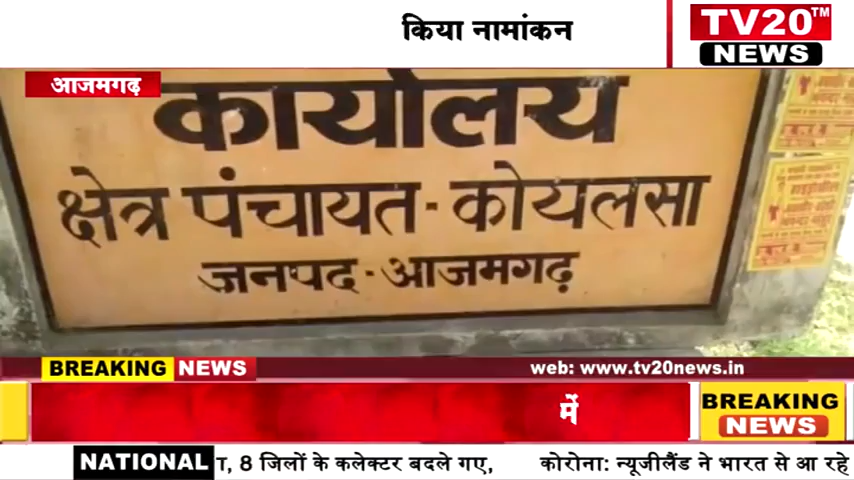 किया नामांकन
TV20™
NEWS
आजमगढ़
कार्यालय
क्षेत्र पंचायत - कोयलसा
जनपद - आजमगढ़
BREAKING NEWS
web: www.tv20news.in
में
BREAKING
NEWS
NATIONAL
, 8 जिलों के कलेक्टर बदले गए, कोरोना: न्यूजीलैंड ने भारत से आ रहे